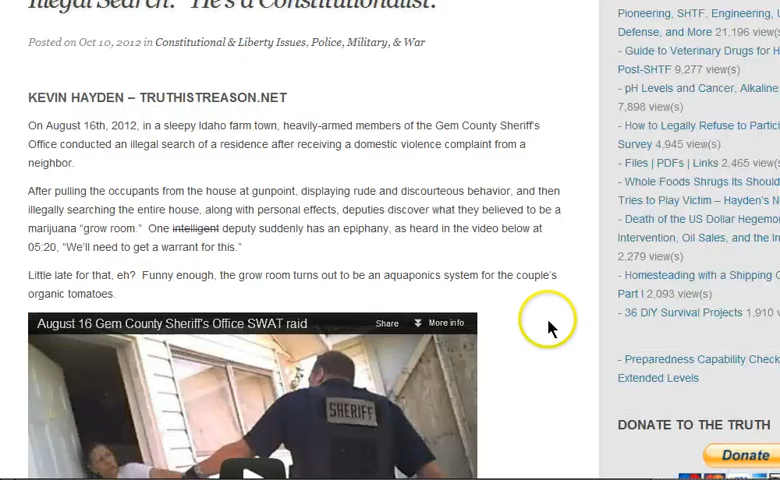 Illegal Search: "He's a Constitutionalist.
Posted on Oct 10, 2012 in Constitutional & Liberty Issues, Police, Military, & War
KEVIN HAYDEN – TRUTHISTREASON.NET
On August 16th, 2012, in a sleepy Idaho farm town, heavily-armed members of the Gem County Sheriff's
Office conducted an illegal search of a residence after receiving a domestic violence complaint from a
neighbor.
After pulling the occupants from the house at gunpoint, displaying rude and discourteous behavior, and then
illegally searching the entire house, along with personal effects, deputies discover what they believed to be a
marijuana "grow room." One intelligent deputy suddenly has an epiphany, as heard in the video below at
05:20, "We'll need to get a warrant for this."
Little late for that, eh? Funny enough, the grow room turns out to be an aquaponics system for the couple's
organic tomatoes.
August 16 Gem County Sheriff's Office SWAT raid
Share
More info
SHERIFF
Pioneering, SHTF, Engineering,
Defense, and More 21,196 view(s)
- Guide to Veterinary Drugs for
Post-SHTF 9,277 view(s)
- pH Levels and Cancer, Alkaline
7,898 view(s)
- How to Legally Refuse to
Survey 4,945 view(s)
- Files | PDFs | Links 2,465 view(s)
- Whole Foods Shrugs Its
Tries to Play Victim – Hayden's
- Death of the US Dollar
Intervention, Oil Sales, and the
2,279 view(s)
- Homesteading with a Shipping
Part I 2,093 view(s)
- 36 DIY Survival Projects 1,910
- Preparedness Capability
Extended Levels
DONATE TO THE TRUTH
Donate